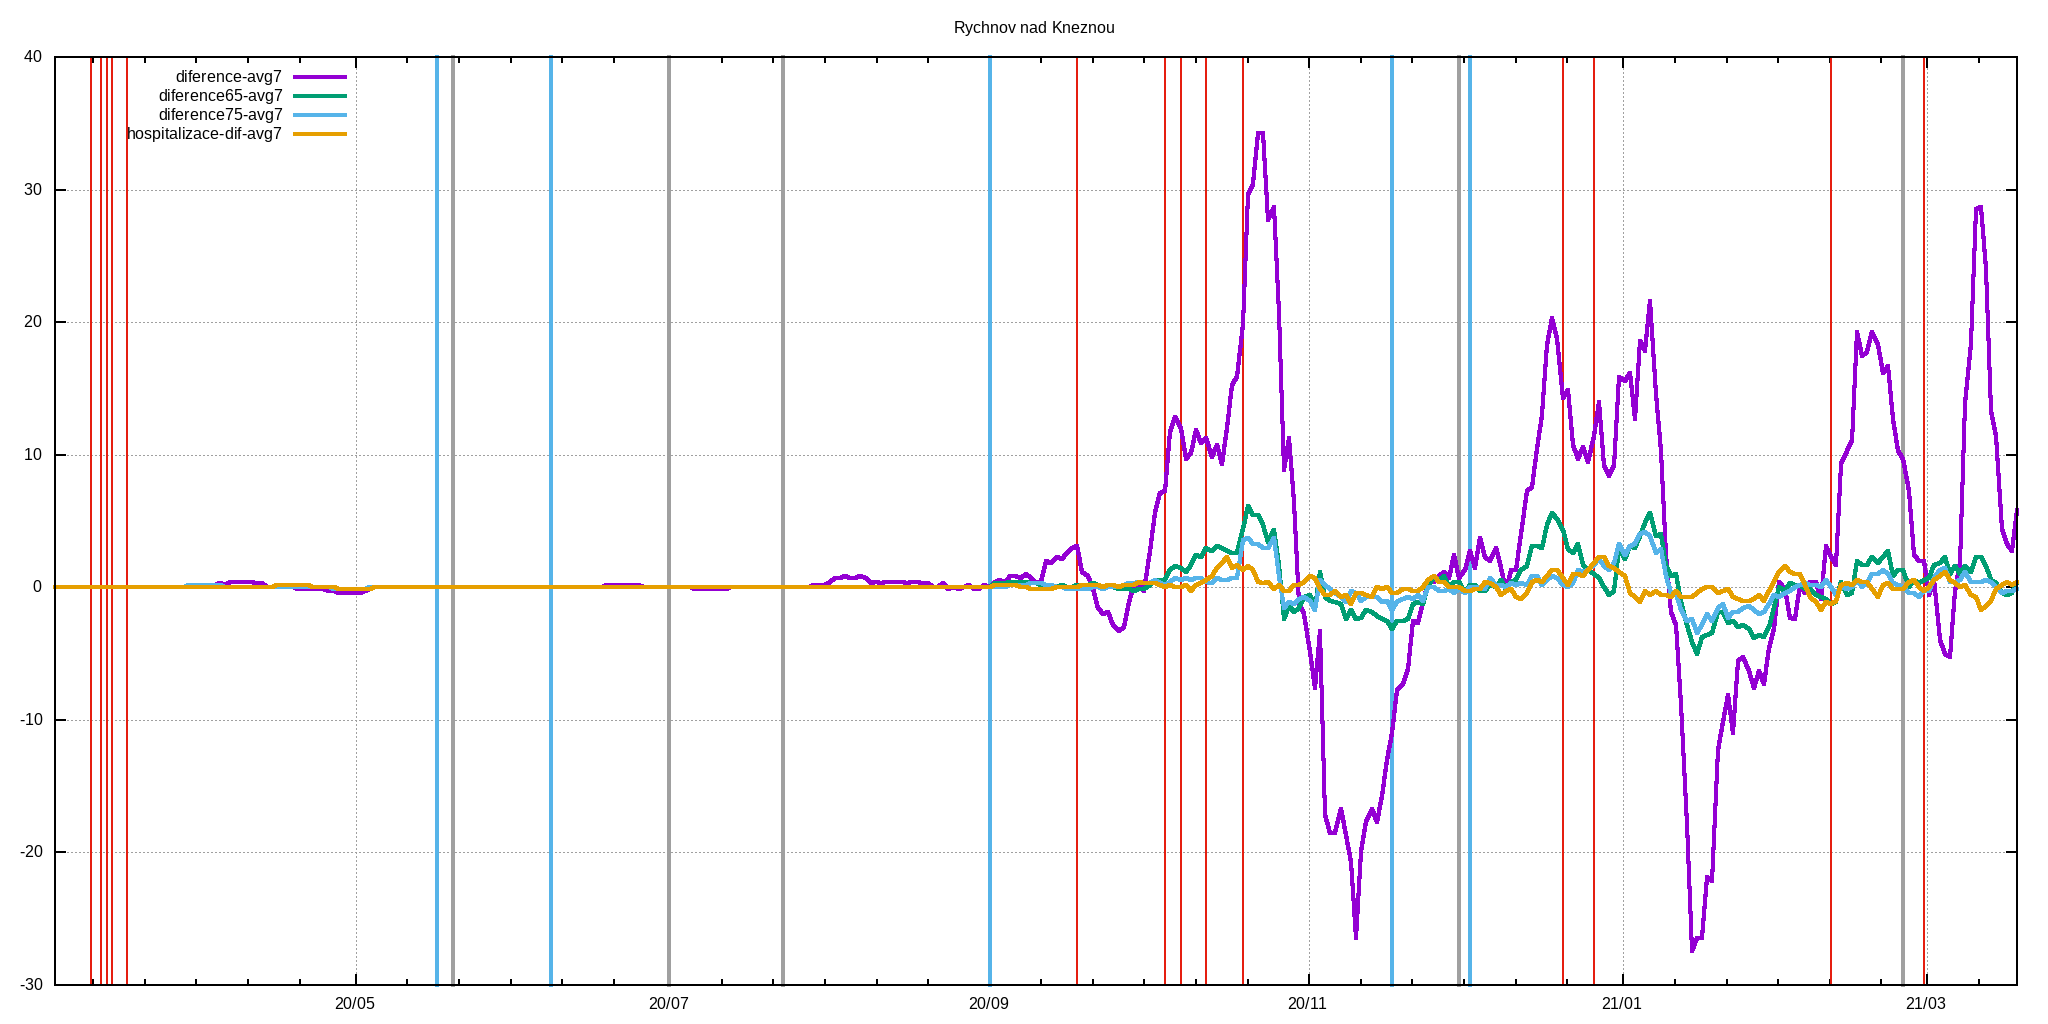 Rychnov nad Kneznou
diference-avg7
diference65-avg7
diference75-avg7
hospitalizace-dif-avg7
40
30
20
10
0
-10
-20
-30
20/05 20/07 20/09 20/11 21/01 21/03